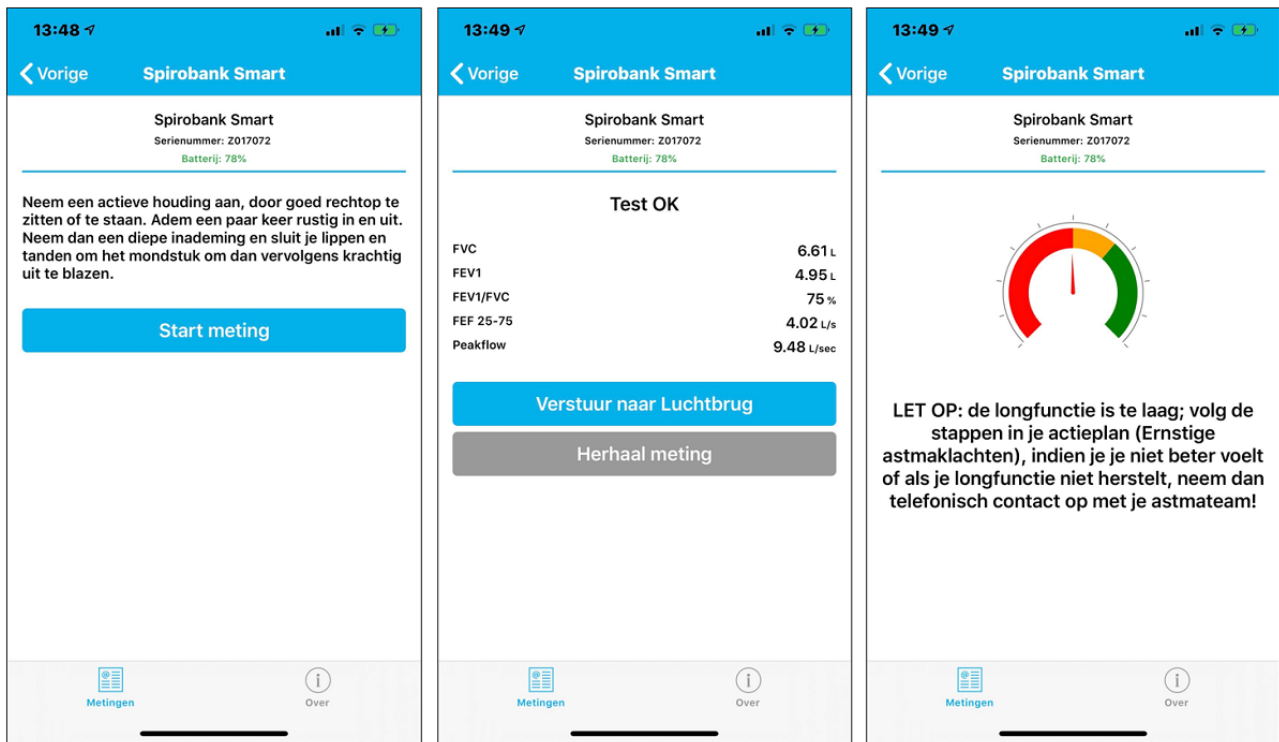 13:48
Vorige
Spirobank Smart
Spirobank Smart
Serienummer: Z017072
Batterij: 78%
Neem een actieve houding aan, door goed rechtop te
zitten of te staan. Adem een paar keer rustig in en uit.
Neem dan een diepe inademing en sluit je lippen en
tanden om het mondstuk om dan vervolgens krachtig
uit te blazen.
Start meting
Metingen
Over
13:49
Vorige
Spirobank Smart
Spirobank Smart
Serienummer: Z017072
Batterij: 78%
Test OK
FVC 6.61 L
FEV1 4.95 L
FEV1/FVC 75 %
FEF 25-75 4.02 L/s
Peakflow 9.48 L/sec
Verstuur naar Luchtbrug
Herhaal meting
Metingen
Over
13:49
Vorige
Spirobank Smart
Spirobank Smart
Serienummer: Z017072
Batterij: 78%
LET OP: de longfunctie is te laag; volg de
stappen in je actieplan (Ernstige
astmaklachten), indien je je niet beter voelt
of als je longfunctie niet herstelt, neem dan
telefonisch contact op met je astmateam!
Metingen
Over